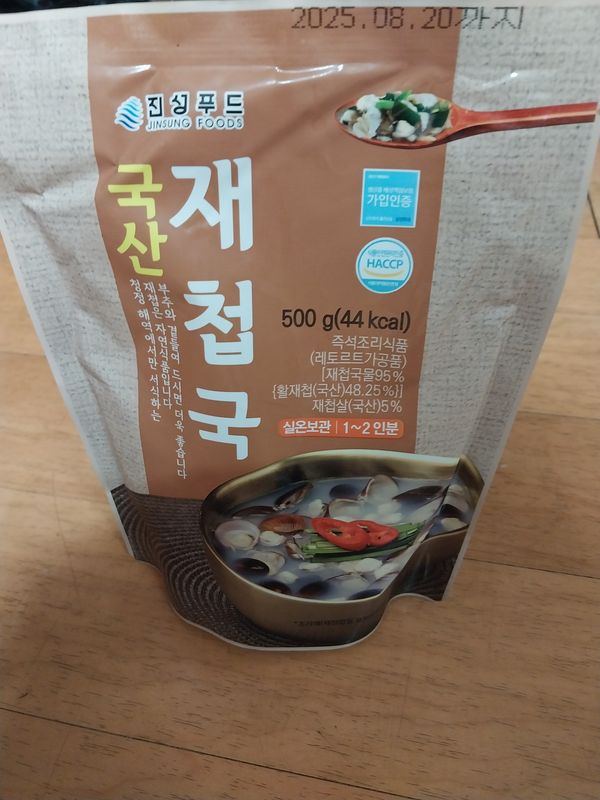 2025.08.20까지
진성푸드
JINSUNG FOODS
국산
재첩국
가입인증
HACCP
500 g(44 kcal)
즉석조리식품
(레토르트가공품)
[재첩국물95%
{활재첩(국산)48.25%}]
재첩살(국산)5%
실온보관 | 1~2 인분
부추와 곁들여 드시면 더욱 좋습니다
재첩은 자연식품입니다
청정 해역에서만 서식하는